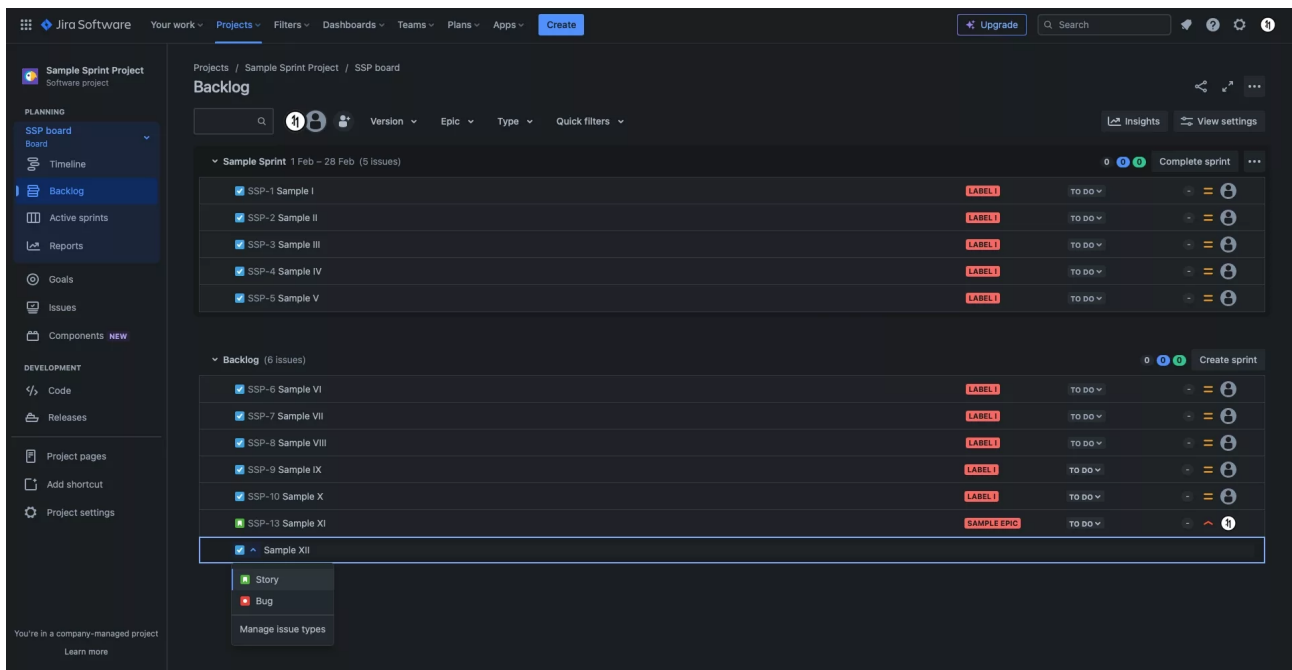 Jira Software Your work Projects Filters Dashboards Teams Plans Apps Create Upgrade Search
Sample Sprint Project
Software project
PLANNING
SSP board
Board
Timeline
Backlog
Active sprints
Reports
Goals
Issues
Components NEW
DEVELOPMENT
Code
Releases
Project pages
Add shortcut
Project settings
You're in a company-managed project
Learn more
Projects / Sample Sprint Project / SSP board
Backlog
Version Epic Type Quick filters Insights View settings
Sample Sprint 1 Feb – 28 Feb (5 issues) 0 0 0 Complete sprint
SSP-1 Sample I LABEL I TO DO -
SSP-2 Sample II LABEL I TO DO -
SSP-3 Sample III LABEL I TO DO -
SSP-4 Sample IV LABEL I TO DO -
SSP-5 Sample V LABEL I TO DO -
Backlog (6 issues) 0 0 0 Create sprint
SSP-6 Sample VI LABEL I TO DO -
SSP-7 Sample VII LABEL I TO DO -
SSP-8 Sample VIII LABEL I TO DO -
SSP-9 Sample IX LABEL I TO DO -
SSP-10 Sample X LABEL I TO DO -
SSP-13 Sample XI SAMPLE EPIC TO DO -
Sample XII
Story
Bug
Manage issue types